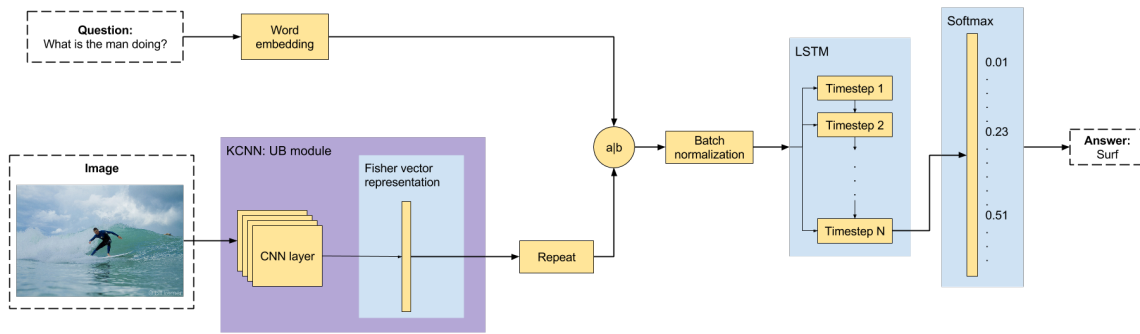 Question:
What is the man doing?
Word
embedding
Image
KCNN: UB module
Fisher vector
representation
CNN layer
Repeat
a|b
Batch
normalization
LSTM
Timestep 1
Timestep 2
Timestep N
Softmax
0.01
0.23
0.51
Answer:
Surf